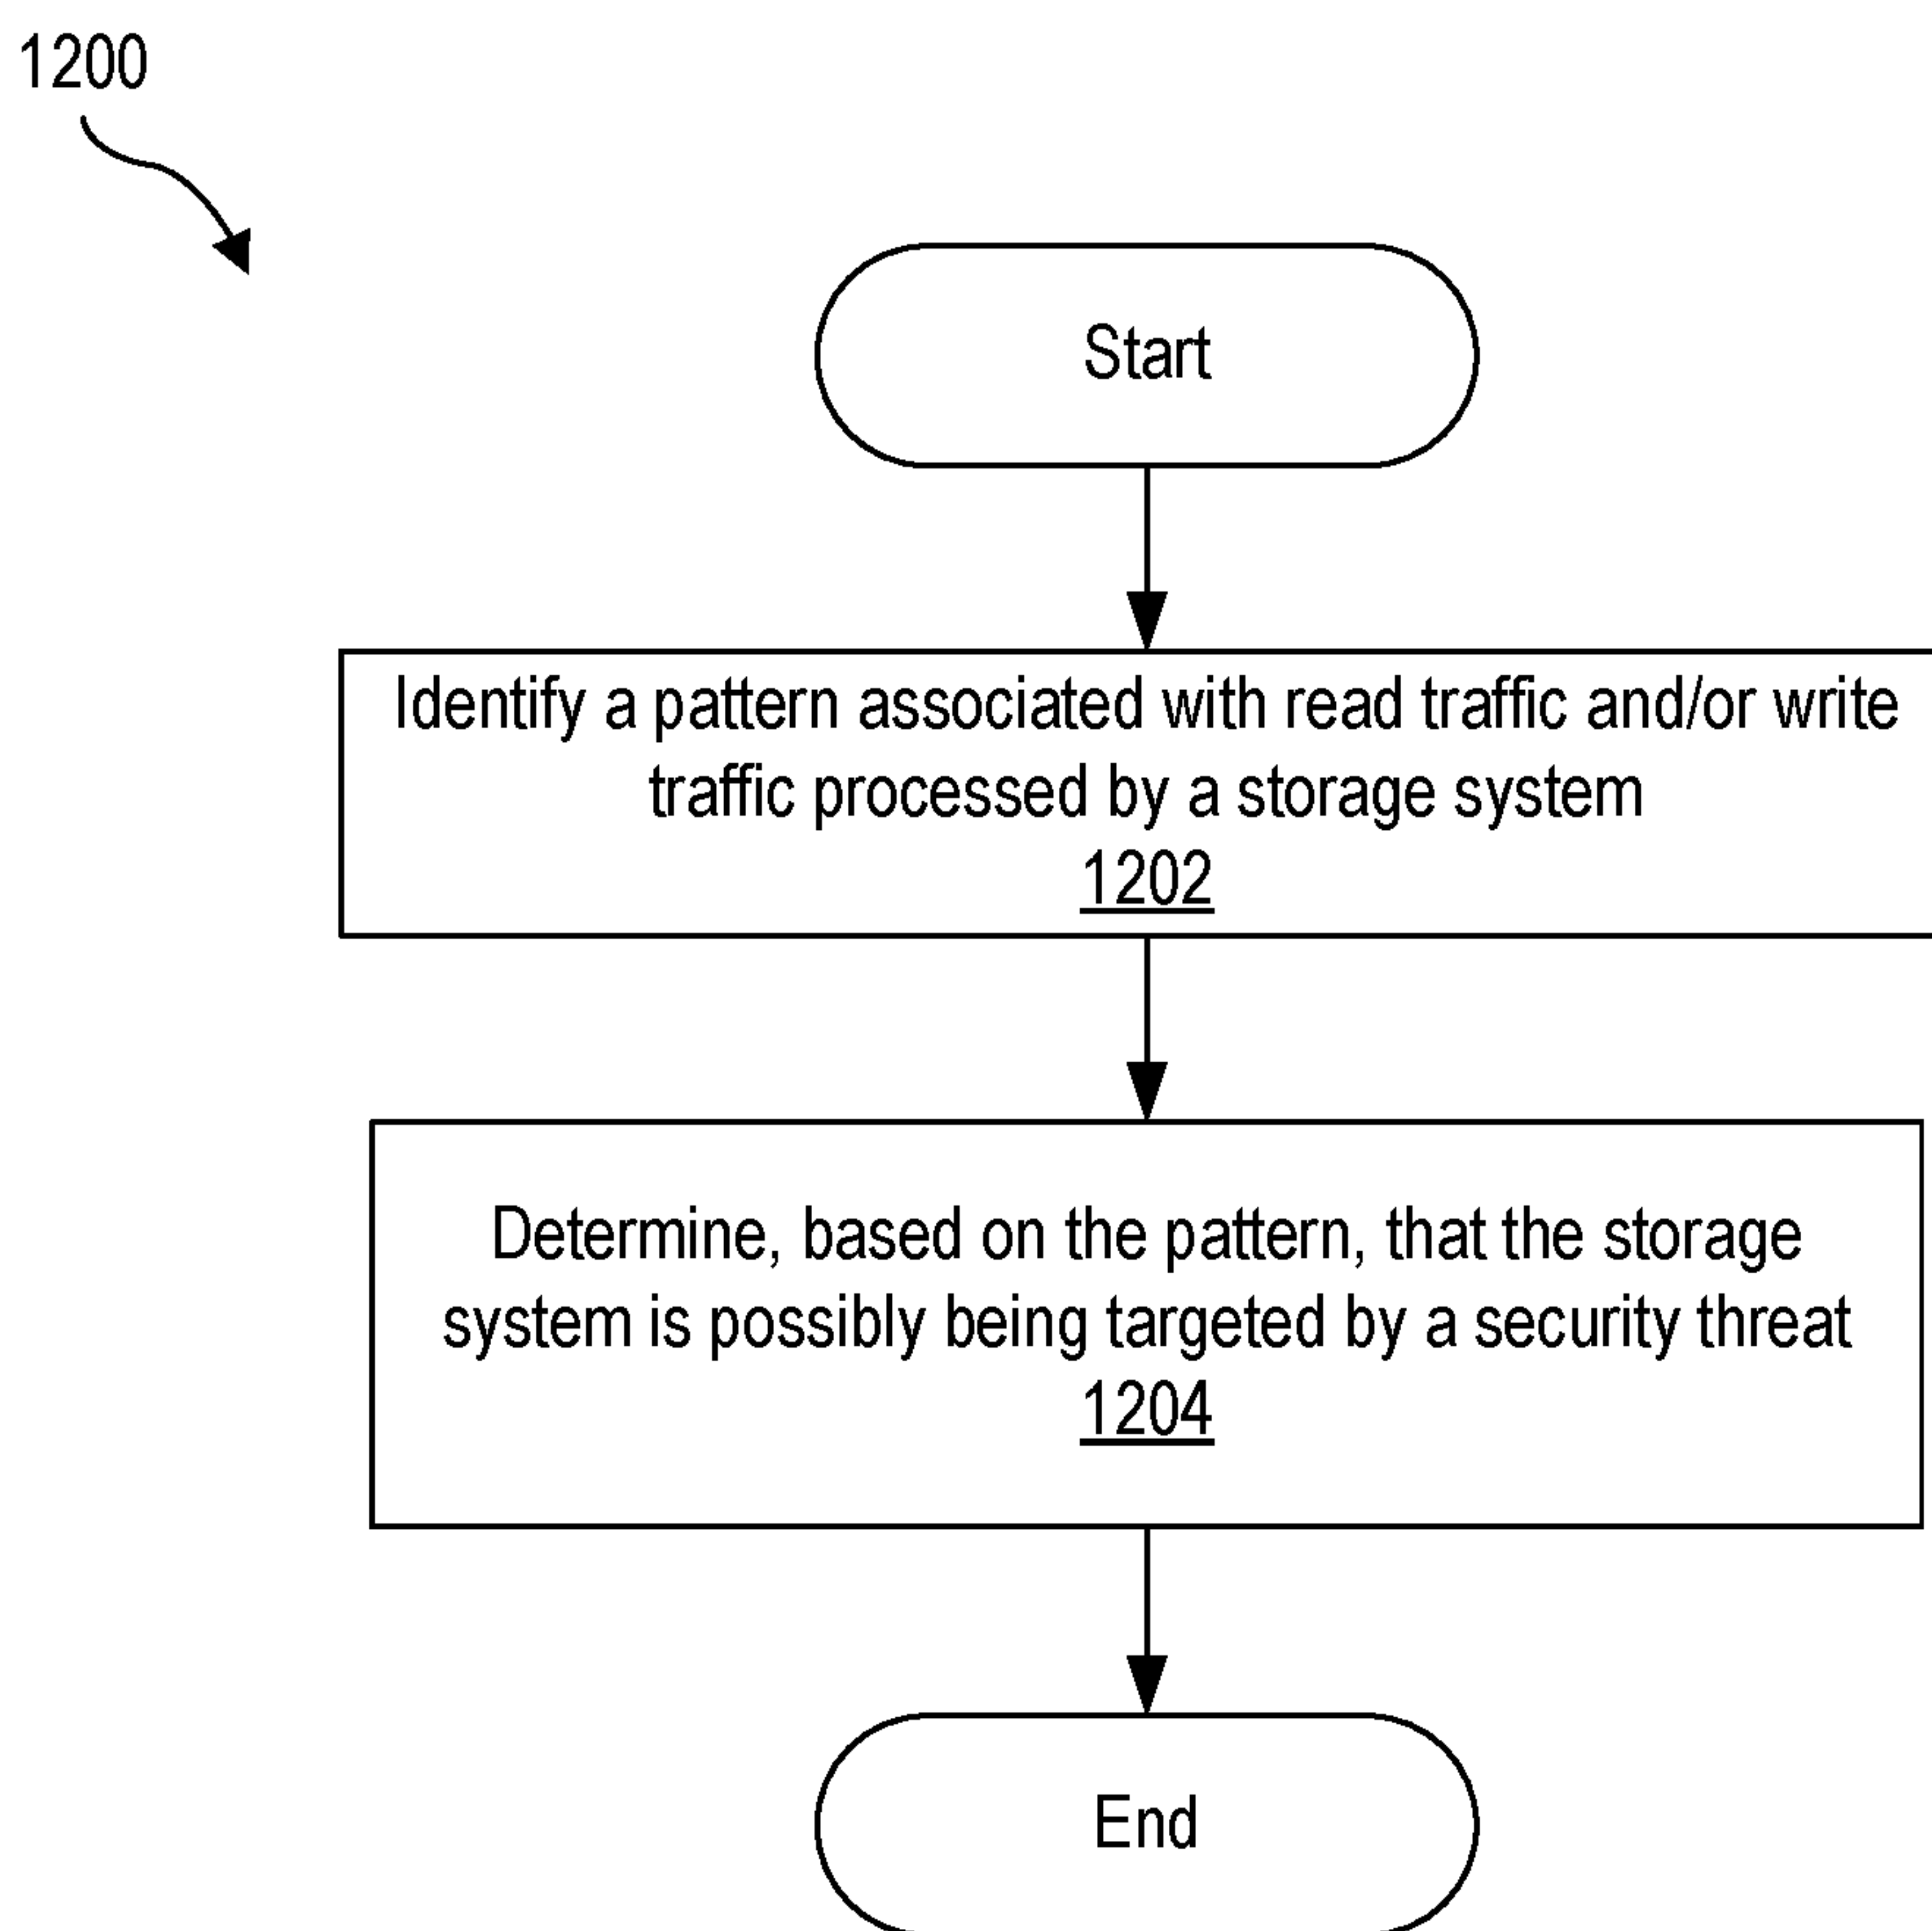 1200
Start
Identify a pattern associated with read traffic and/or write
traffic processed by a storage system
1202
Determine, based on the pattern, that the storage
system is possibly being targeted by a security threat
1204
End